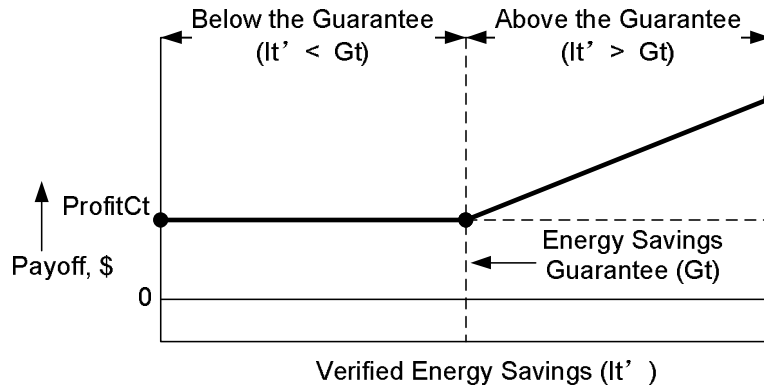 Below the Guarantee
(It’ < Gt)
Above the Guarantee
(It’ > Gt)
ProfitCt
Payoff, $
Energy Savings
Guarantee (Gt)
0
Verified Energy Savings (It’ )